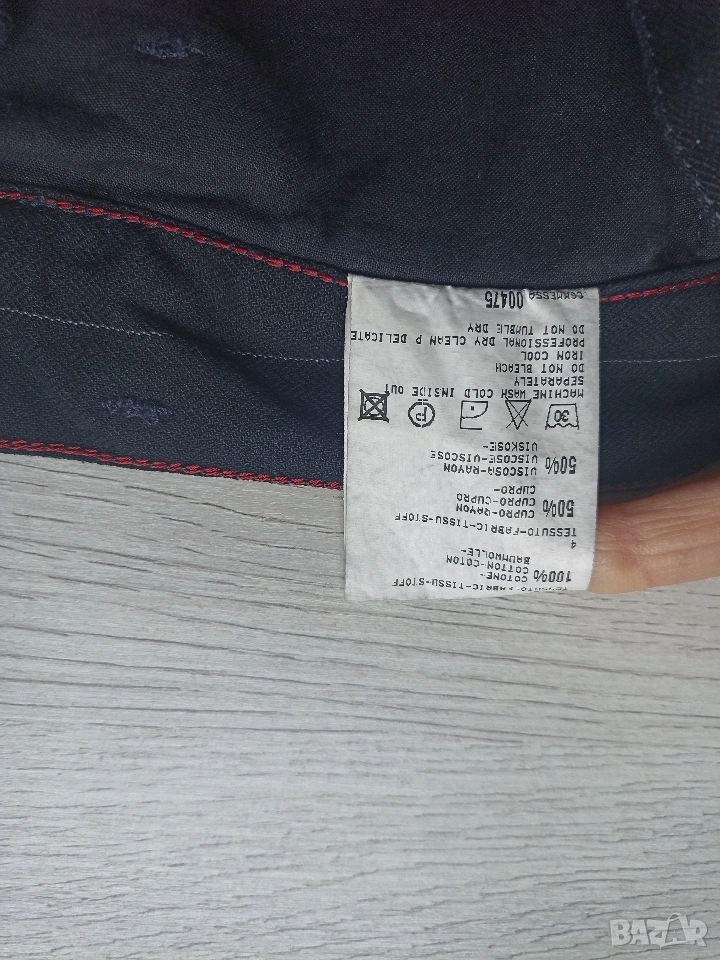 TESSUTO-FABRIC-TISSU-STOFF
100% COTONE-
COTTON-COTON
BAUMWOLLE-
4
TESSUTO-FABRIC-TISSU-STOFF
50% CUPRO-RAYON
CUPRO-CUPRO
CUPRO-
50% VISCOSA-RAYON
VISCOSE-VISCOSE
VISKOSE-
30 P
MACHINE WASH COLD INSIDE OUT
SEPARATELY
DO NOT BLEACH
IRON COOL
PROFESSIONAL DRY CLEAN P DELICATE
DO NOT TUMBLE DRY
COMMESSA 00475
BAZAR